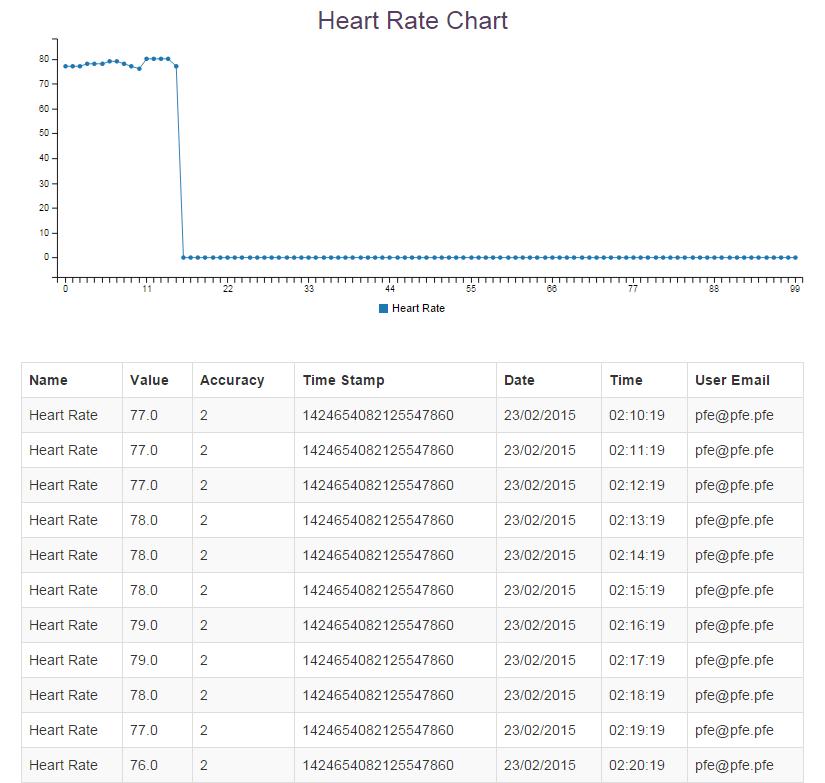 Heart Rate Chart
80
70
60
50
40
30
20
10
0
0 11 22 33 44 55 66 77 88 99
Heart Rate
Name Value Accuracy Time Stamp Date Time User Email
Heart Rate 77.0 2 1424654082125547860 23/02/2015 02:10:19 pfe@pfe.pfe
Heart Rate 77.0 2 1424654082125547860 23/02/2015 02:11:19 pfe@pfe.pfe
Heart Rate 77.0 2 1424654082125547860 23/02/2015 02:12:19 pfe@pfe.pfe
Heart Rate 78.0 2 1424654082125547860 23/02/2015 02:13:19 pfe@pfe.pfe
Heart Rate 78.0 2 1424654082125547860 23/02/2015 02:14:19 pfe@pfe.pfe
Heart Rate 78.0 2 1424654082125547860 23/02/2015 02:15:19 pfe@pfe.pfe
Heart Rate 79.0 2 1424654082125547860 23/02/2015 02:16:19 pfe@pfe.pfe
Heart Rate 79.0 2 1424654082125547860 23/02/2015 02:17:19 pfe@pfe.pfe
Heart Rate 78.0 2 1424654082125547860 23/02/2015 02:18:19 pfe@pfe.pfe
Heart Rate 77.0 2 1424654082125547860 23/02/2015 02:19:19 pfe@pfe.pfe
Heart Rate 76.0 2 1424654082125547860 23/02/2015 02:20:19 pfe@pfe.pfe